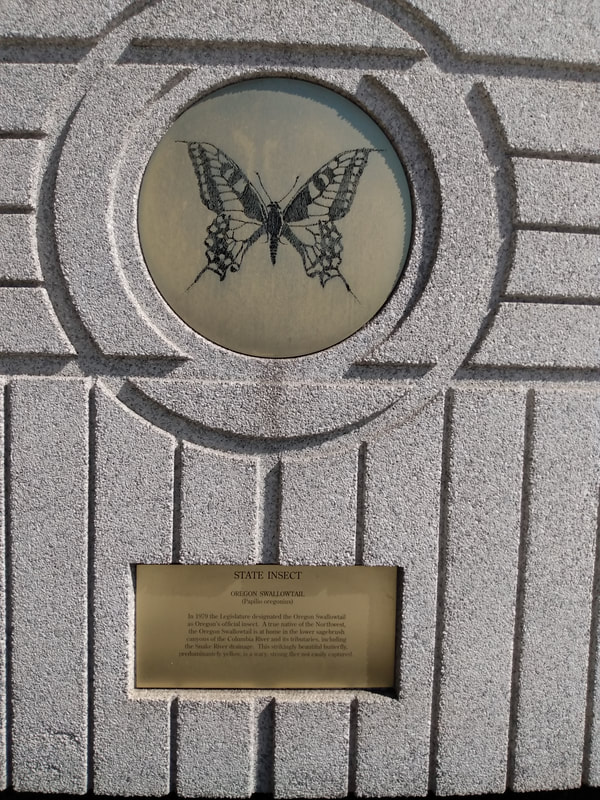 STATE INSECT
OREGON SWALLOWTAIL
(Papilio oregonius)
In 1979 the Legislature designated the Oregon Swallowtail
as Oregon's official insect. A true native of the Northwest,
the Oregon Swallowtail is at home in the lower sagebrush
canyons of the Columbia River and its tributaries, including
the Snake River drainage. This strikingly beautiful butterfly,
predominantly yellow, is a wary, strong flier not easily captured.